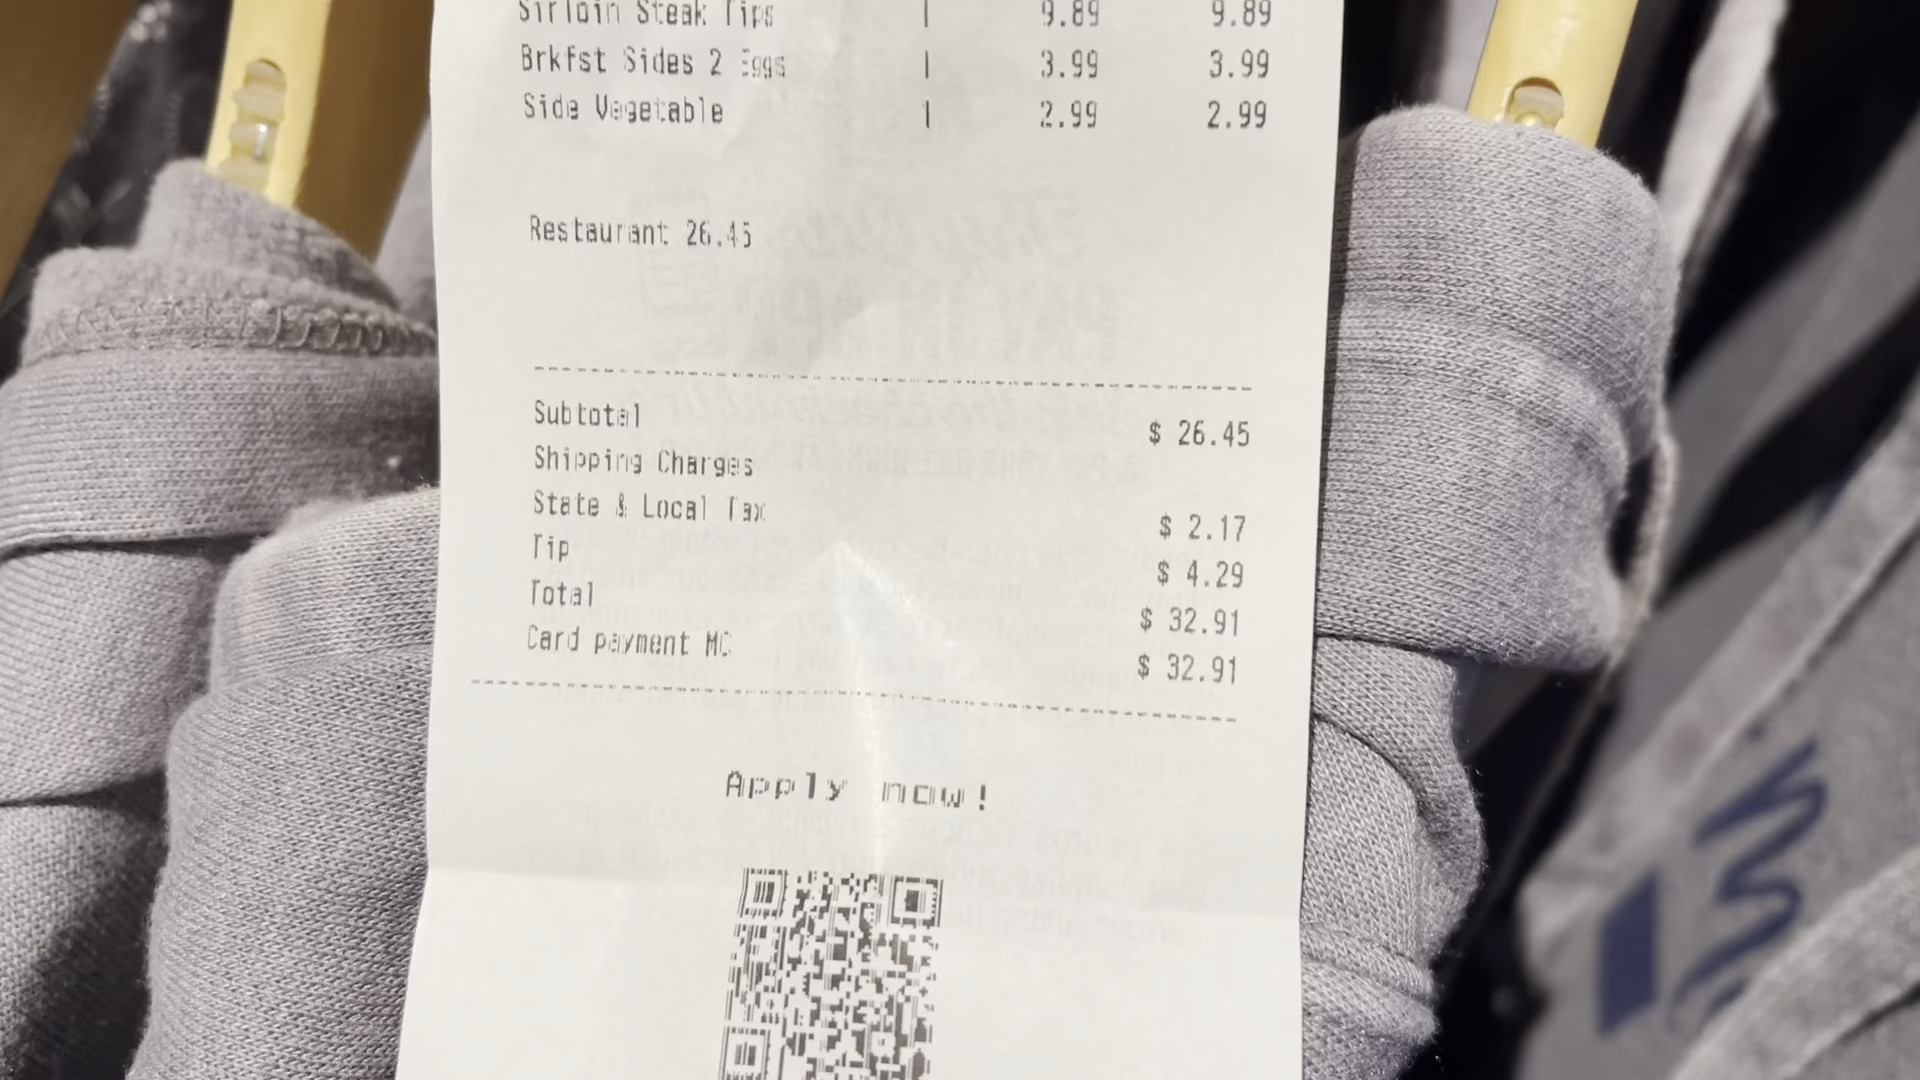 Sirloin Steak Tips 1 9.89 9.89
Brkfst Sides 2 Eggs 1 3.99 3.99
Side Vegetable 1 2.99 2.99
Restaurant 26.45
Subtotal $ 26.45
Shipping Charges
State & Local Tax $ 2.17
Tip $ 4.29
Total $ 32.91
Card payment MC $ 32.91
Apply now!